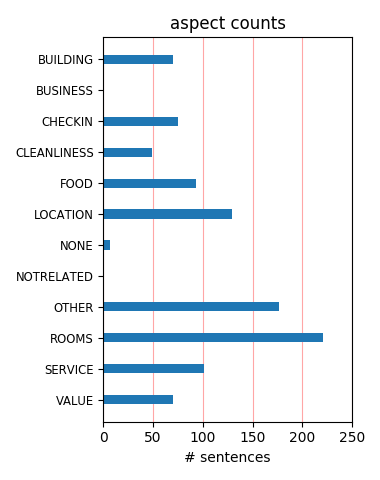 aspect counts
BUILDING
BUSINESS
CHECKIN
CLEANLINESS
FOOD
LOCATION
NONE
NOTRELATED
OTHER
ROOMS
SERVICE
VALUE
0 50 100 150 200 250
# sentences